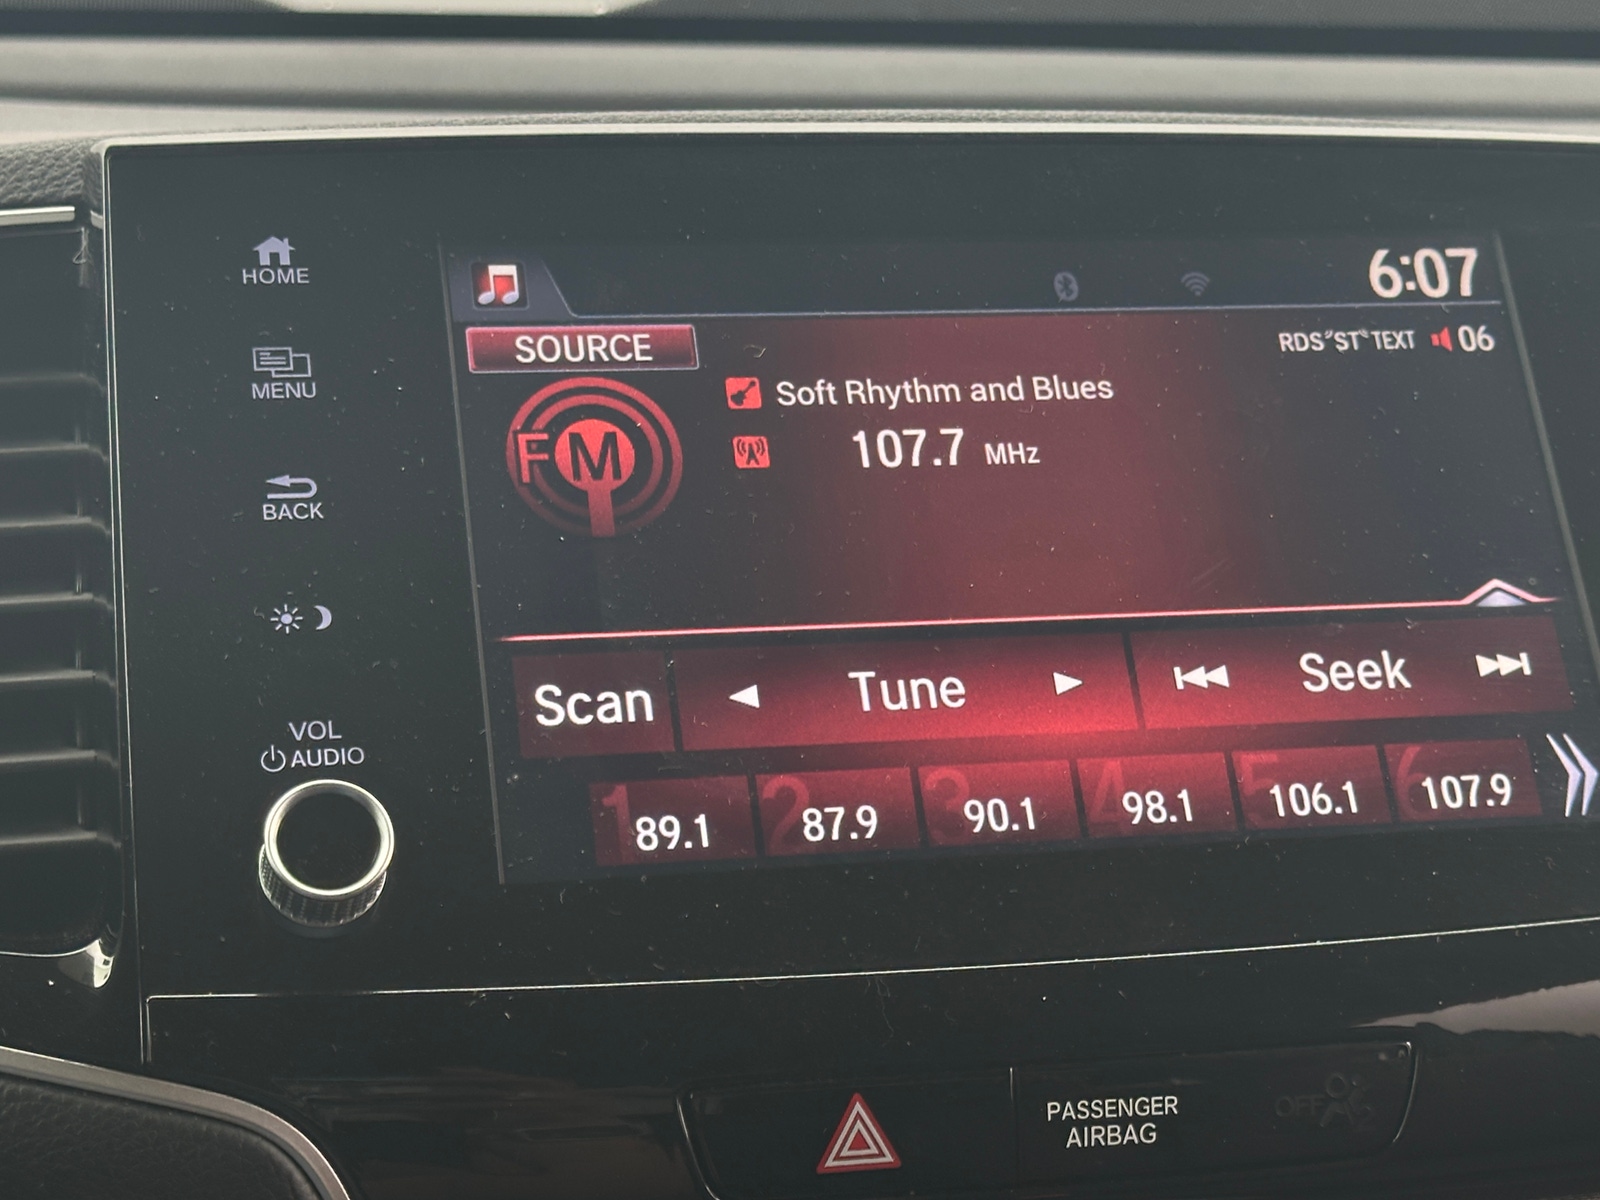 HOME
MENU
BACK
VOL
AUDIO
6:07
SOURCE
RDS "ST" TEXT 06
FM
Soft Rhythm and Blues
107.7 MHz
Scan Tune Seek
1 89.1 2 87.9 3 90.1 4 98.1 5 106.1 6 107.9
PASSENGER
AIRBAG
OFF